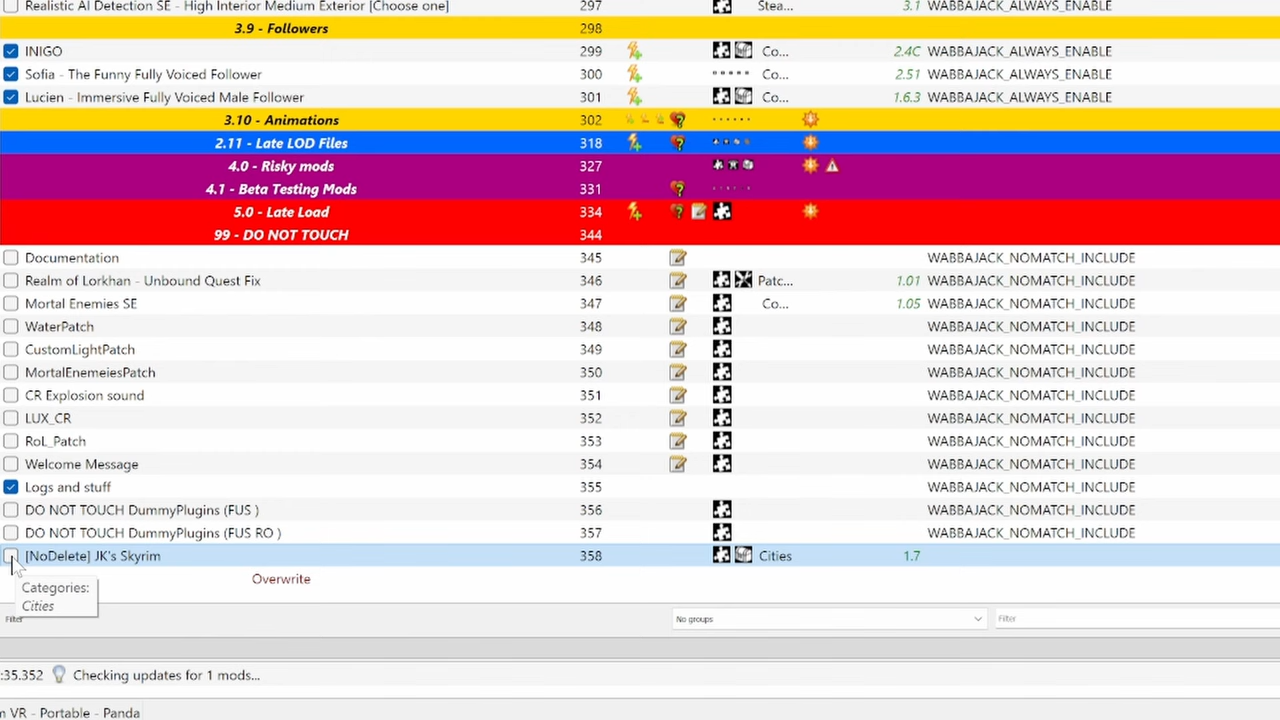 Realistic AI Detection SE - High Interior Medium Exterior [Choose one] 297 Stea... 3.1 WABBAJACK_ALWAYS_ENABLE
3.9 - Followers 298
INIGO 299 Co... 2.4C WABBAJACK_ALWAYS_ENABLE
Sofia - The Funny Fully Voiced Follower 300 Co... 2.51 WABBAJACK_ALWAYS_ENABLE
Lucien - Immersive Fully Voiced Male Follower 301 Co... 1.6.3 WABBAJACK_ALWAYS_ENABLE
3.10 - Animations 302
2.11 - Late LOD Files 318
4.0 - Risky mods 327
4.1 - Beta Testing Mods 331
5.0 - Late Load 334
99 - DO NOT TOUCH 344
Documentation 345 WABBAJACK_NOMATCH_INCLUDE
Realm of Lorkhan - Unbound Quest Fix 346 Patc... 1.01 WABBAJACK_NOMATCH_INCLUDE
Mortal Enemies SE 347 Co... 1.05 WABBAJACK_NOMATCH_INCLUDE
WaterPatch 348 WABBAJACK_NOMATCH_INCLUDE
CustomLightPatch 349 WABBAJACK_NOMATCH_INCLUDE
MortalEnemeiesPatch 350 WABBAJACK_NOMATCH_INCLUDE
CR Explosion sound 351 WABBAJACK_NOMATCH_INCLUDE
LUX_CR 352 WABBAJACK_NOMATCH_INCLUDE
RoL_Patch 353 WABBAJACK_NOMATCH_INCLUDE
Welcome Message 354 WABBAJACK_NOMATCH_INCLUDE
Logs and stuff 355 WABBAJACK_NOMATCH_INCLUDE
DO NOT TOUCH DummyPlugins (FUS ) 356 WABBAJACK_NOMATCH_INCLUDE
DO NOT TOUCH DummyPlugins (FUS RO ) 357 WABBAJACK_NOMATCH_INCLUDE
[NoDelete] JK's Skyrim 358 Cities 1.7
Overwrite
Categories:
Cities
Filter No groups Filter
:35.352 Checking updates for 1 mods...
m VR - Portable - Panda